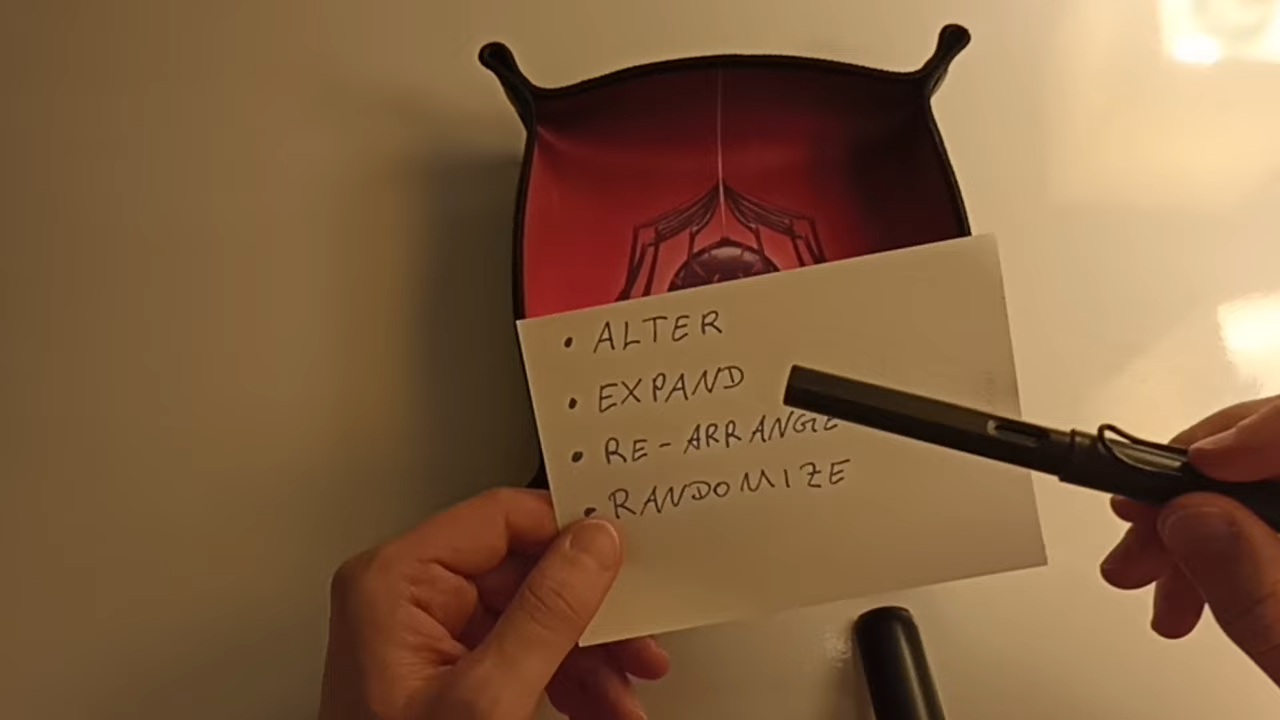 • ALTER
• EXPAND
• RE-ARRANGE
• RANDOMIZE